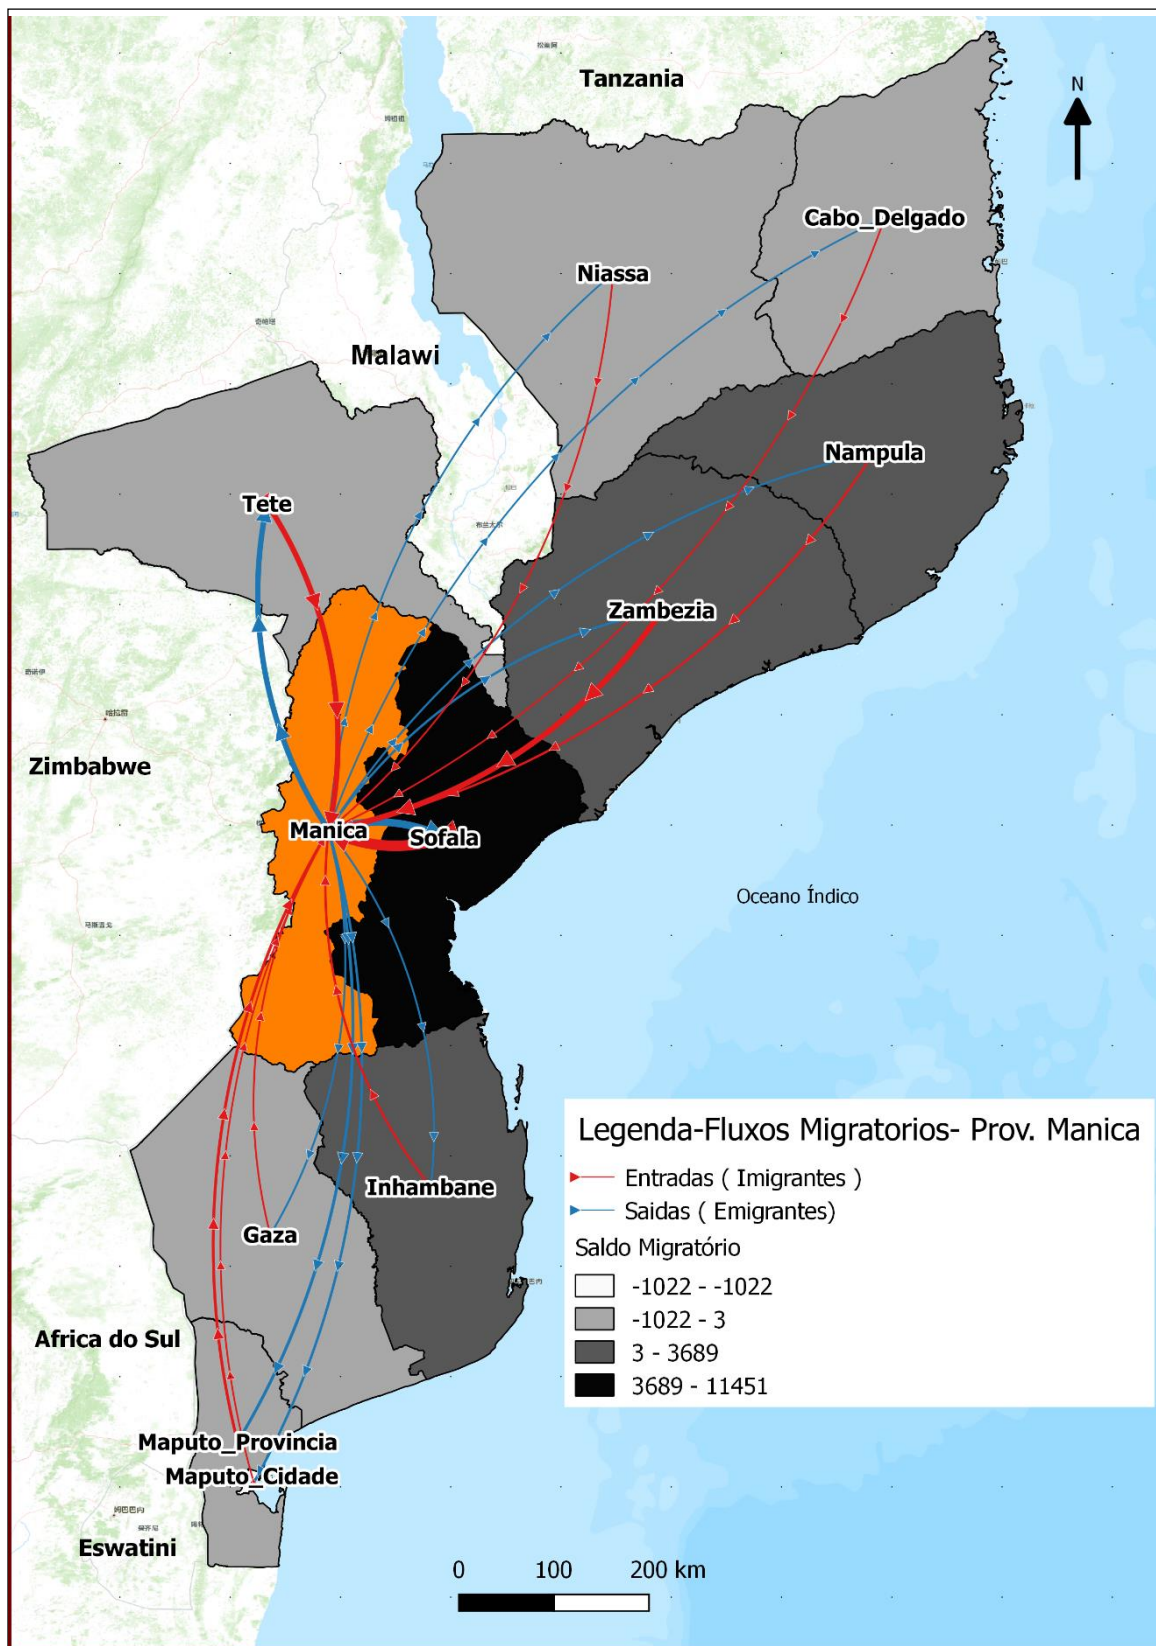 Tanzania
N
Cabo_Delgado
Niassa
Malawi
Nampula
Tete
Zambezia
Zimbabwe
Manica
Sofala
Oceano Índico
Legenda-Fluxos Migratorios- Prov. Manica
Entradas ( Imigrantes )
Saidas ( Emigrantes)
Saldo Migratório
-1022 - -1022
-1022 - 3
3 - 3689
3689 - 11451
Inhambane
Gaza
Africa do Sul
Maputo_Provincia
Maputo_Cidade
Eswatini
0 100 200 km